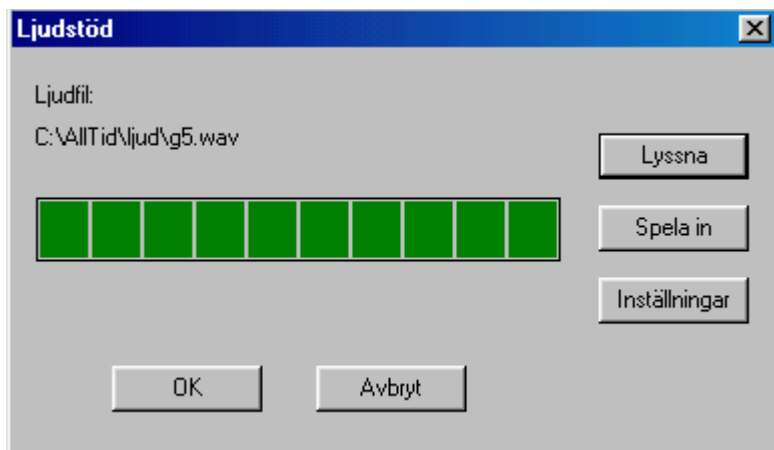 Ljudstöd
Ljudfil:
C:\AllTid\ljud\g5.wav
Lyssna
Spela in
Inställningar
OK
Avbryt